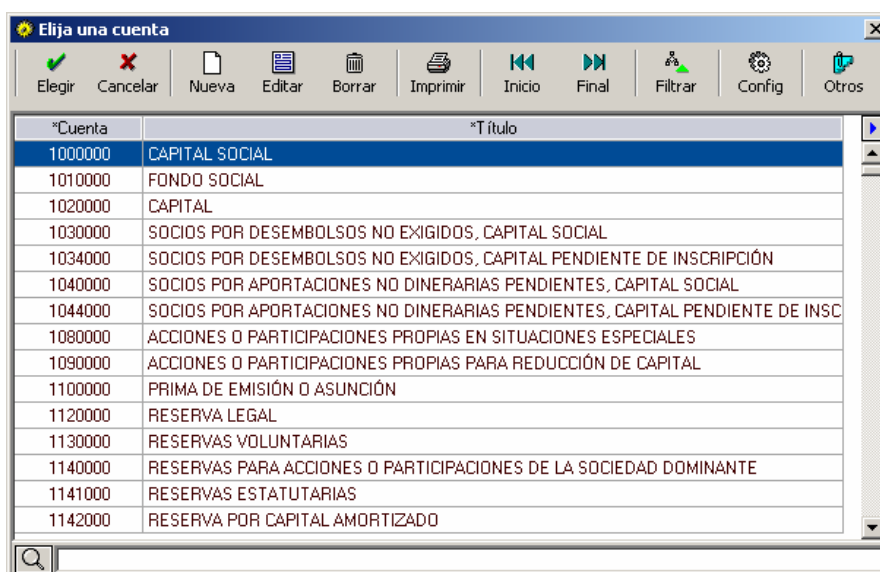 Elija una cuenta
Elegir Cancelar Nueva Editar Borrar Imprimir Inicio Final Filtrar Config Otros
*Cuenta *Título
1000000 CAPITAL SOCIAL
1010000 FONDO SOCIAL
1020000 CAPITAL
1030000 SOCIOS POR DESEMBOLSOS NO EXIGIDOS, CAPITAL SOCIAL
1034000 SOCIOS POR DESEMBOLSOS NO EXIGIDOS, CAPITAL PENDIENTE DE INSCRIPCIÓN
1040000 SOCIOS POR APORTACIONES NO DINERARIAS PENDIENTES, CAPITAL SOCIAL
1044000 SOCIOS POR APORTACIONES NO DINERARIAS PENDIENTES, CAPITAL PENDIENTE DE INSC
1080000 ACCIONES O PARTICIPACIONES PROPIAS EN SITUACIONES ESPECIALES
1090000 ACCIONES O PARTICIPACIONES PROPIAS PARA REDUCCIÓN DE CAPITAL
1100000 PRIMA DE EMISIÓN O ASUNCIÓN
1120000 RESERVA LEGAL
1130000 RESERVAS VOLUNTARIAS
1140000 RESERVAS PARA ACCIONES O PARTICIPACIONES DE LA SOCIEDAD DOMINANTE
1141000 RESERVAS ESTATUTARIAS
1142000 RESERVA POR CAPITAL AMORTIZADO